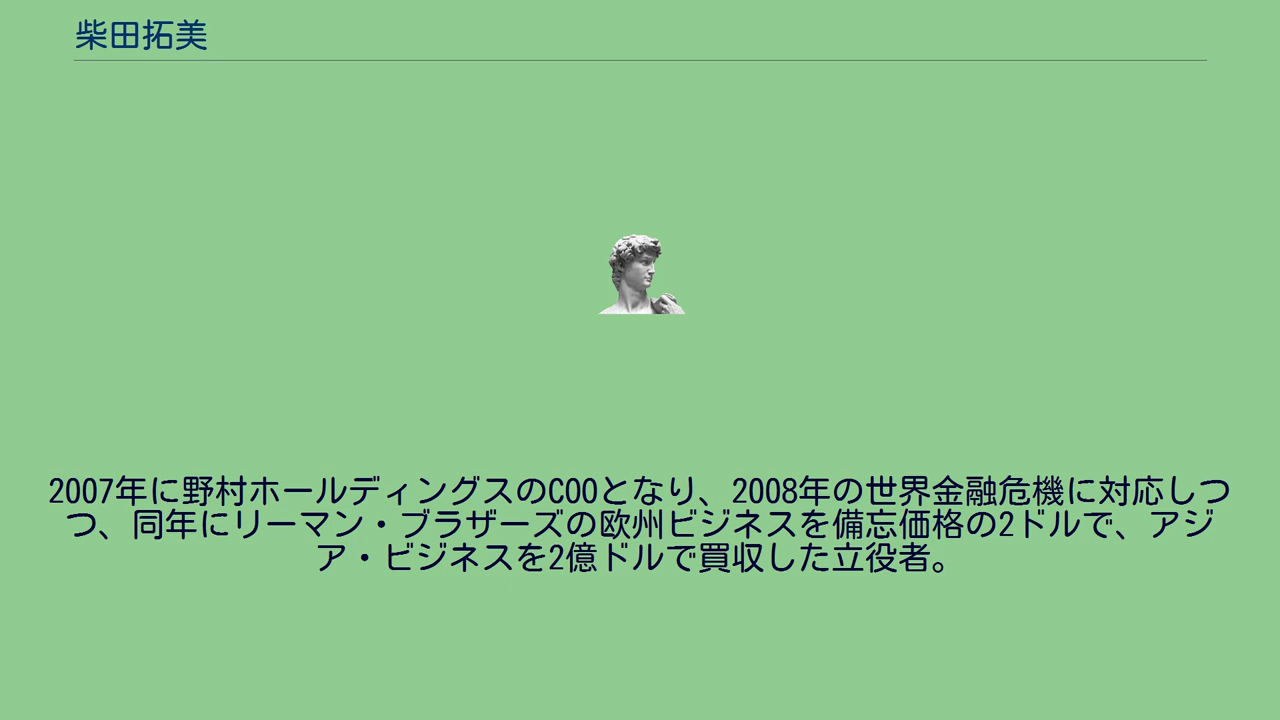 柴田拓美
2007年に野村ホールディングスのCOOとなり、2008年の世界金融危機に対応しつ
つ、同年にリーマン・ブラザーズの欧州ビジネスを備忘価格の2ドルで、アジ
ア・ビジネスを2億ドルで買収した立役者。